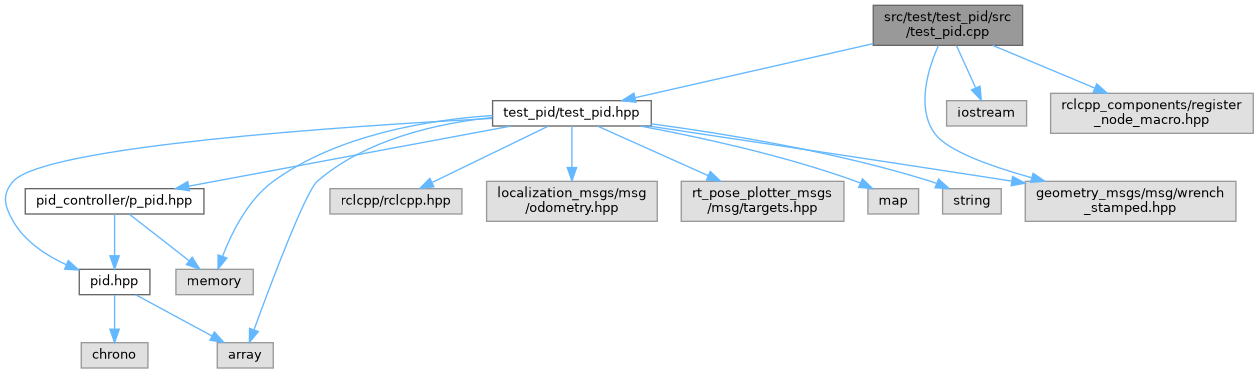 src/test/test_pid/src
/test_pid.cpp
test_pid/test_pid.hpp
iostream
rclcpp_components/register
_node_macro.hpp
pid_controller/p_pid.hpp
rclcpp/rclcpp.hpp
localization_msgs/msg
/odometry.hpp
rt_pose_plotter_msgs
/msg/targets.hpp
map
string
geometry_msgs/msg/wrench
_stamped.hpp
pid.hpp
memory
chrono
array